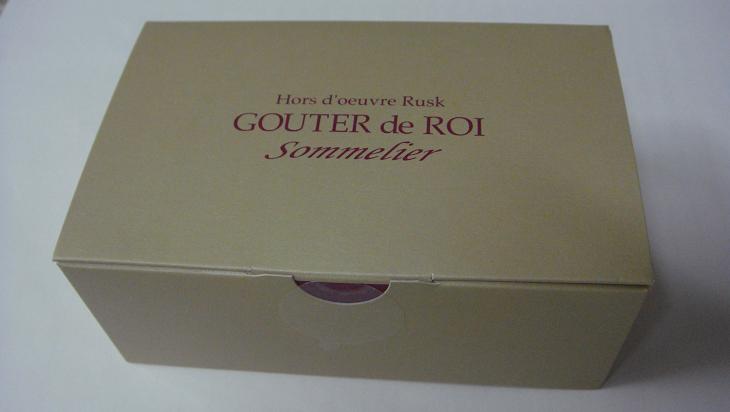 Hors d'oeuvre Rusk
GOUTER de ROI
Sommelier